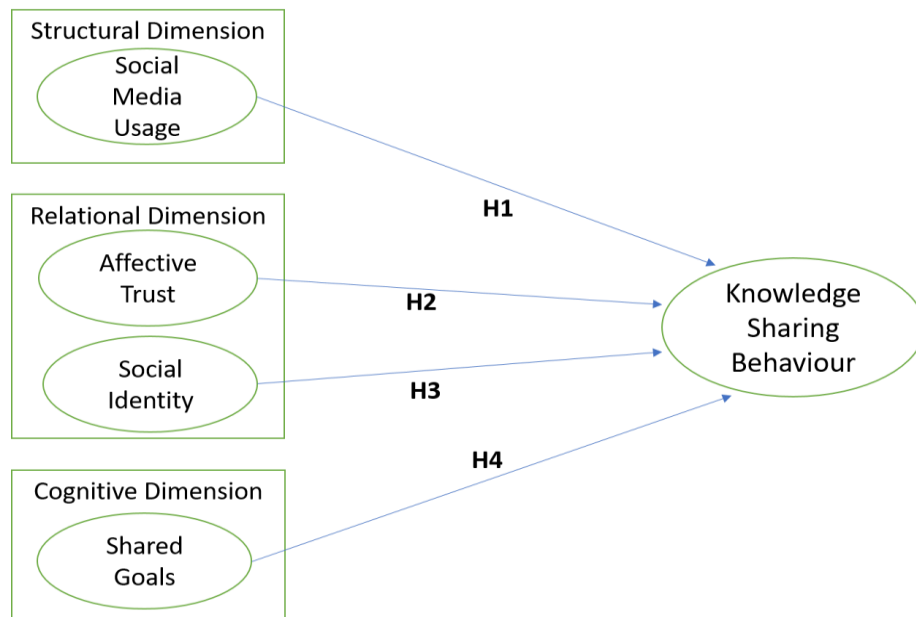 Structural Dimension
Social
Media
Usage
H1
Relational Dimension
Affective
Trust
H2
Social
Identity
H3
Knowledge
Sharing
Behaviour
Cognitive Dimension
Shared
Goals
H4